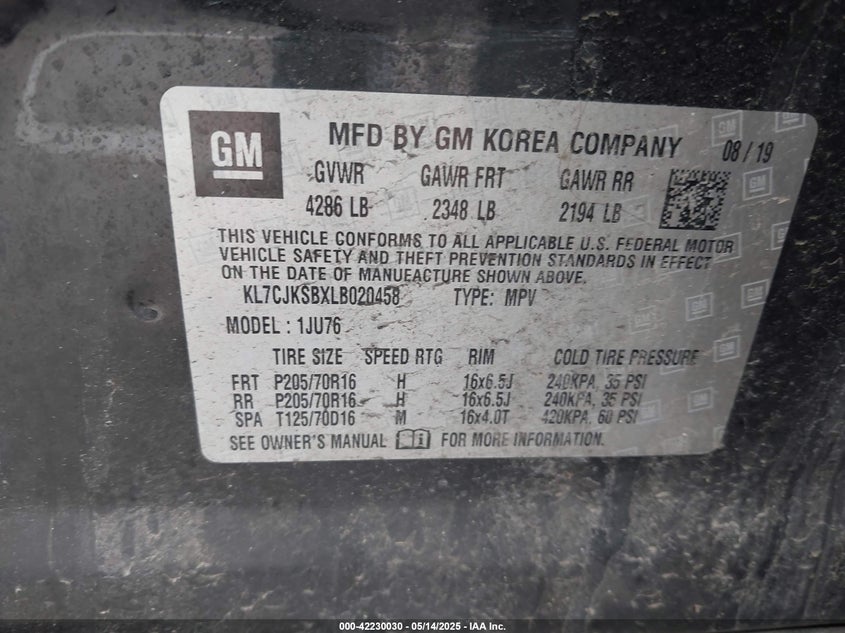 GM
MFD BY GM KOREA COMPANY 08/19
GVWR GAWR FRT GAWR RR
4286 LB 2348 LB 2194 LB
THIS VEHICLE CONFORMS TO ALL APPLICABLE U.S. FEDERAL MOTOR
VEHICLE SAFETY AND THEFT PREVENTION STANDARDS IN EFFECT
ON THE DATE OF MANUFACTURE SHOWN ABOVE.
KL7CJKSBXLB020458 TYPE: MPV
MODEL : 1JU76
TIRE SIZE SPEED RTG RIM COLD TIRE PRESSURE
FRT P205/70R16 H 16x6.5J 240KPA, 35 PSI
RR P205/70R16 H 16x6.5J 240KPA, 35 PSI
SPA T125/70D16 M 16x4.0T 420KPA, 60 PSI
SEE OWNER'S MANUAL FOR MORE INFORMATION.
000-42230030 - 05/14/2025 - IAA Inc.